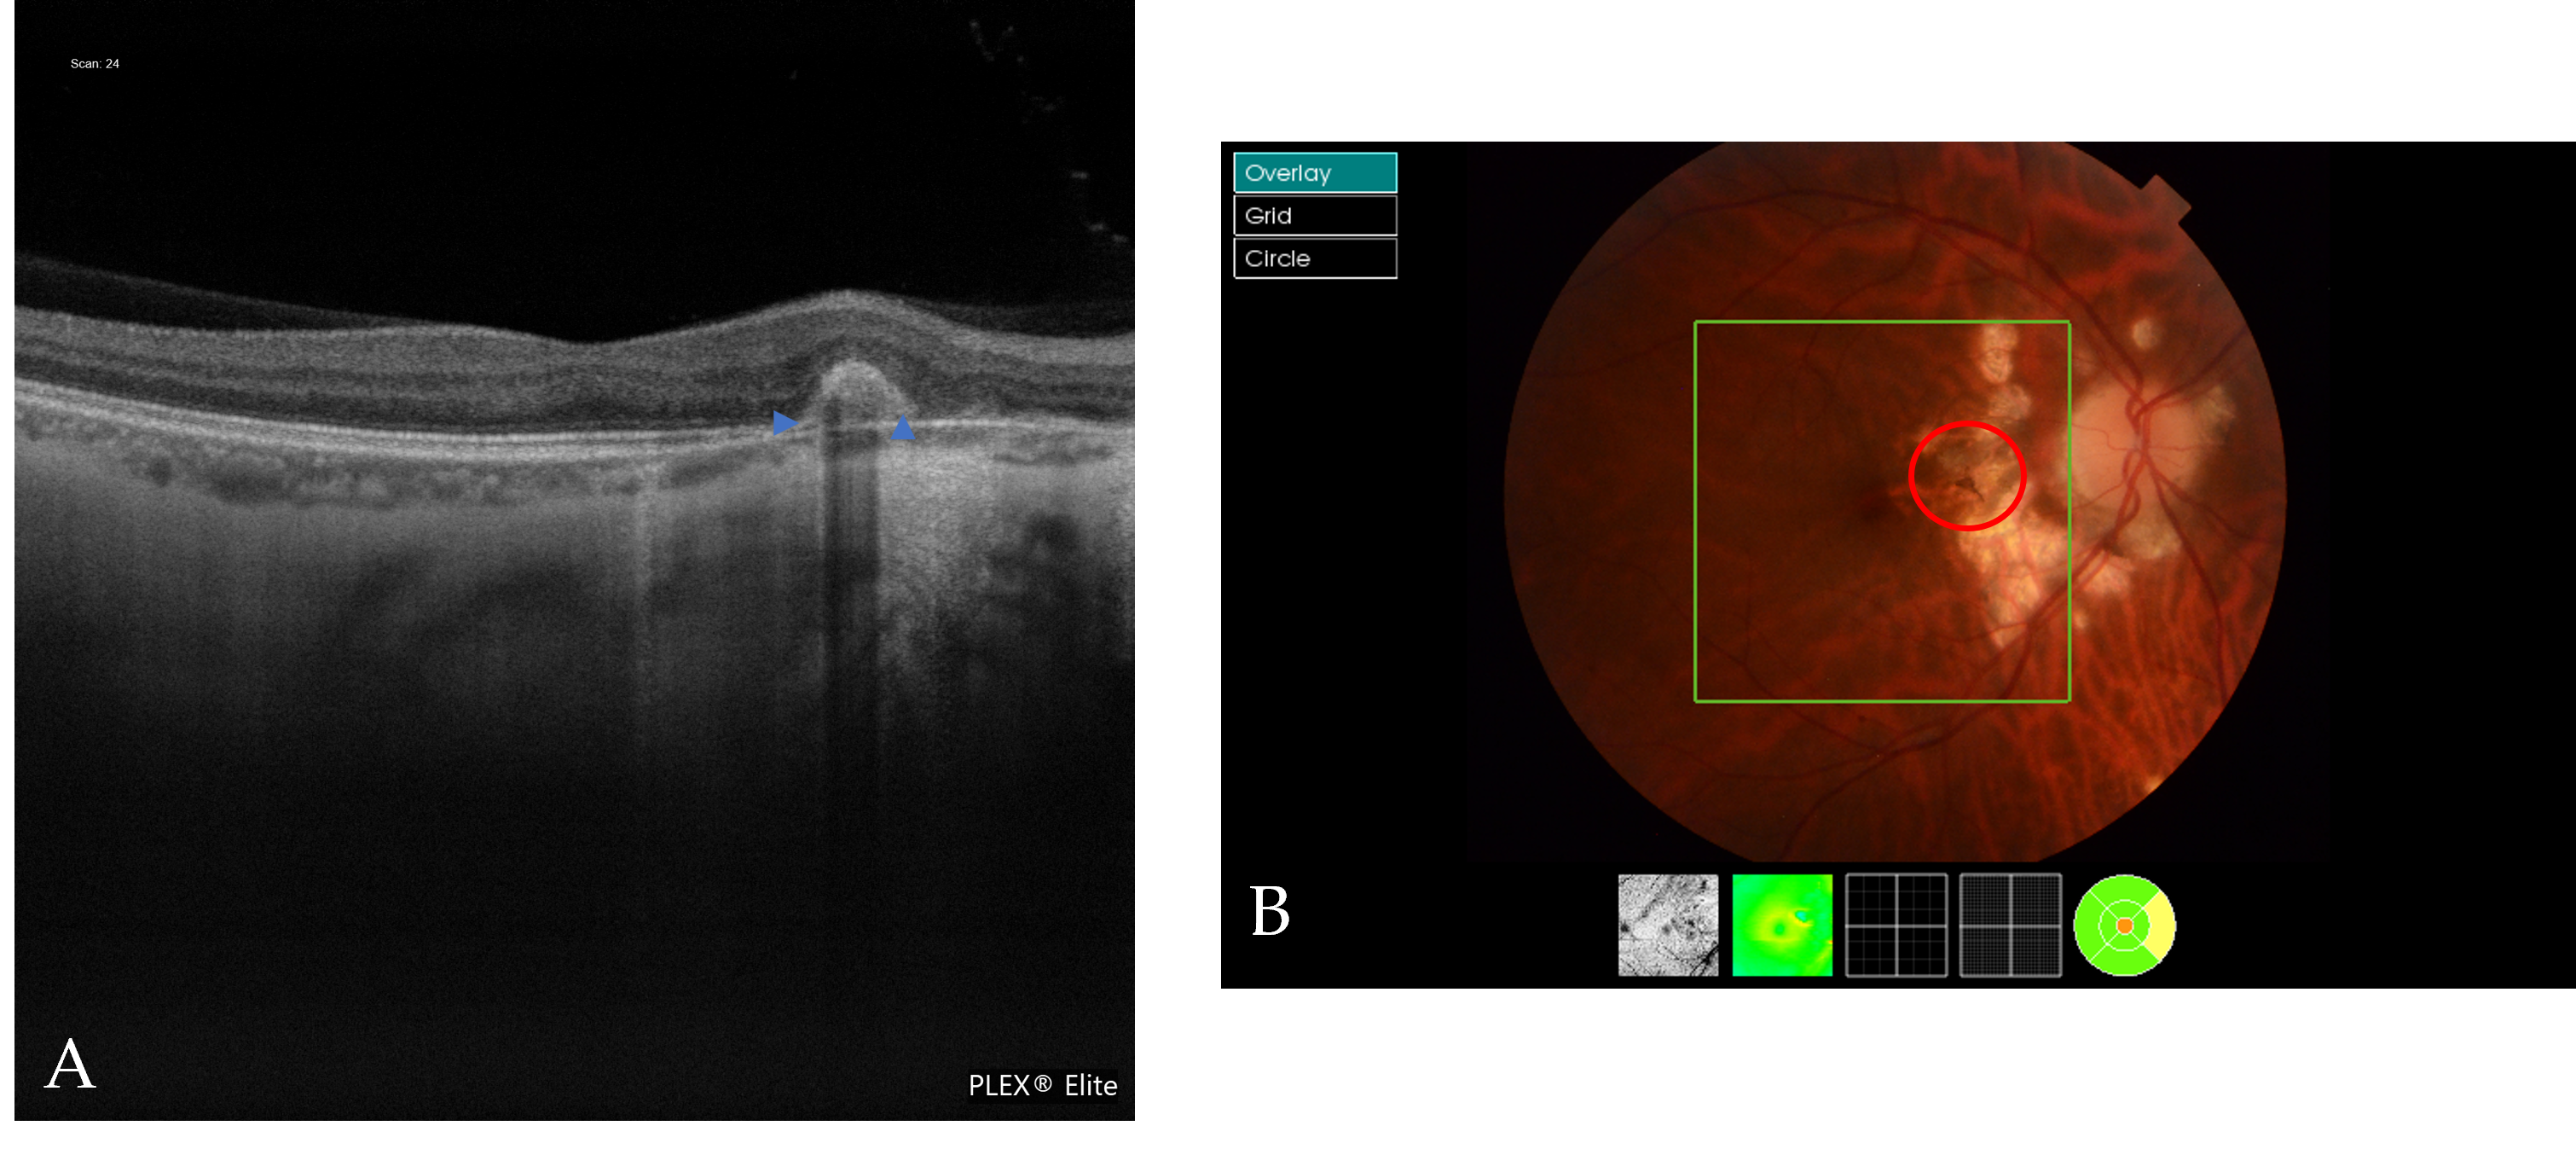 Scan: 24
A
PLEX® Elite
Overlay
Grid
Circle
B